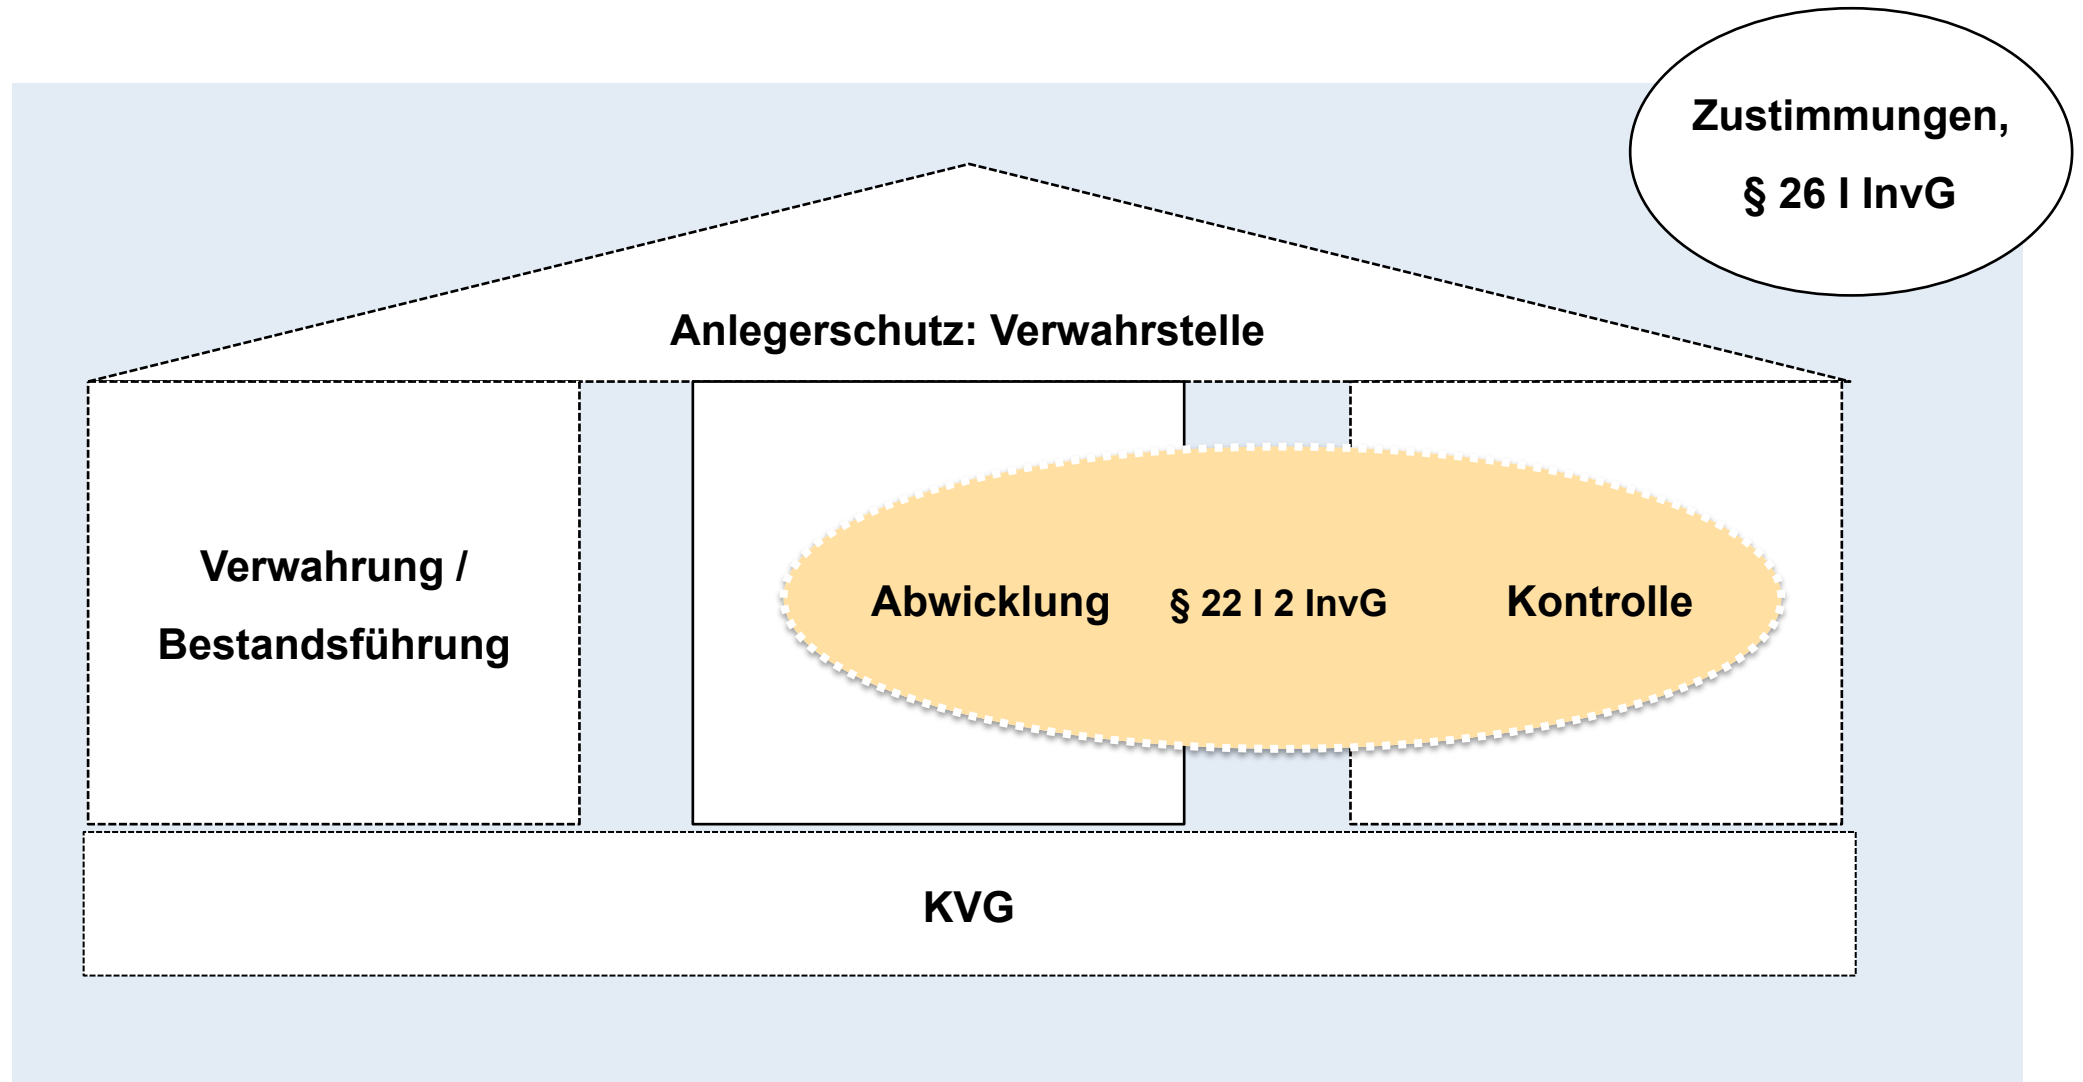 Zustimmungen,
§ 26 I InvG
Anlegerschutz: Verwahrstelle
Verwahrung /
Bestandsführung
Abwicklung § 22 I 2 InvG Kontrolle
KVG